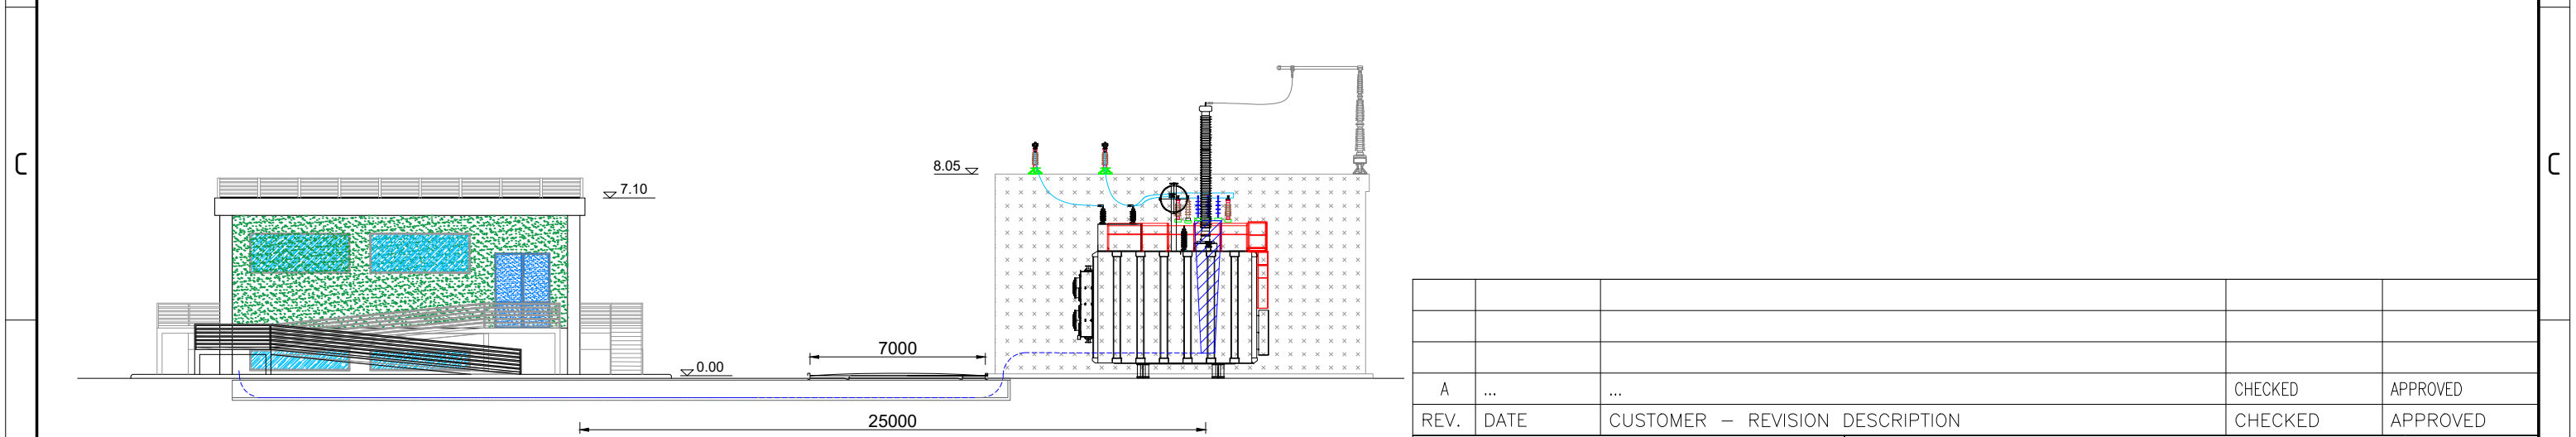 C
C
8.05
7.10
7000
0.00
25000
A ... ... CHECKED APPROVED
REV. DATE CUSTOMER – REVISION DESCRIPTION CHECKED APPROVED